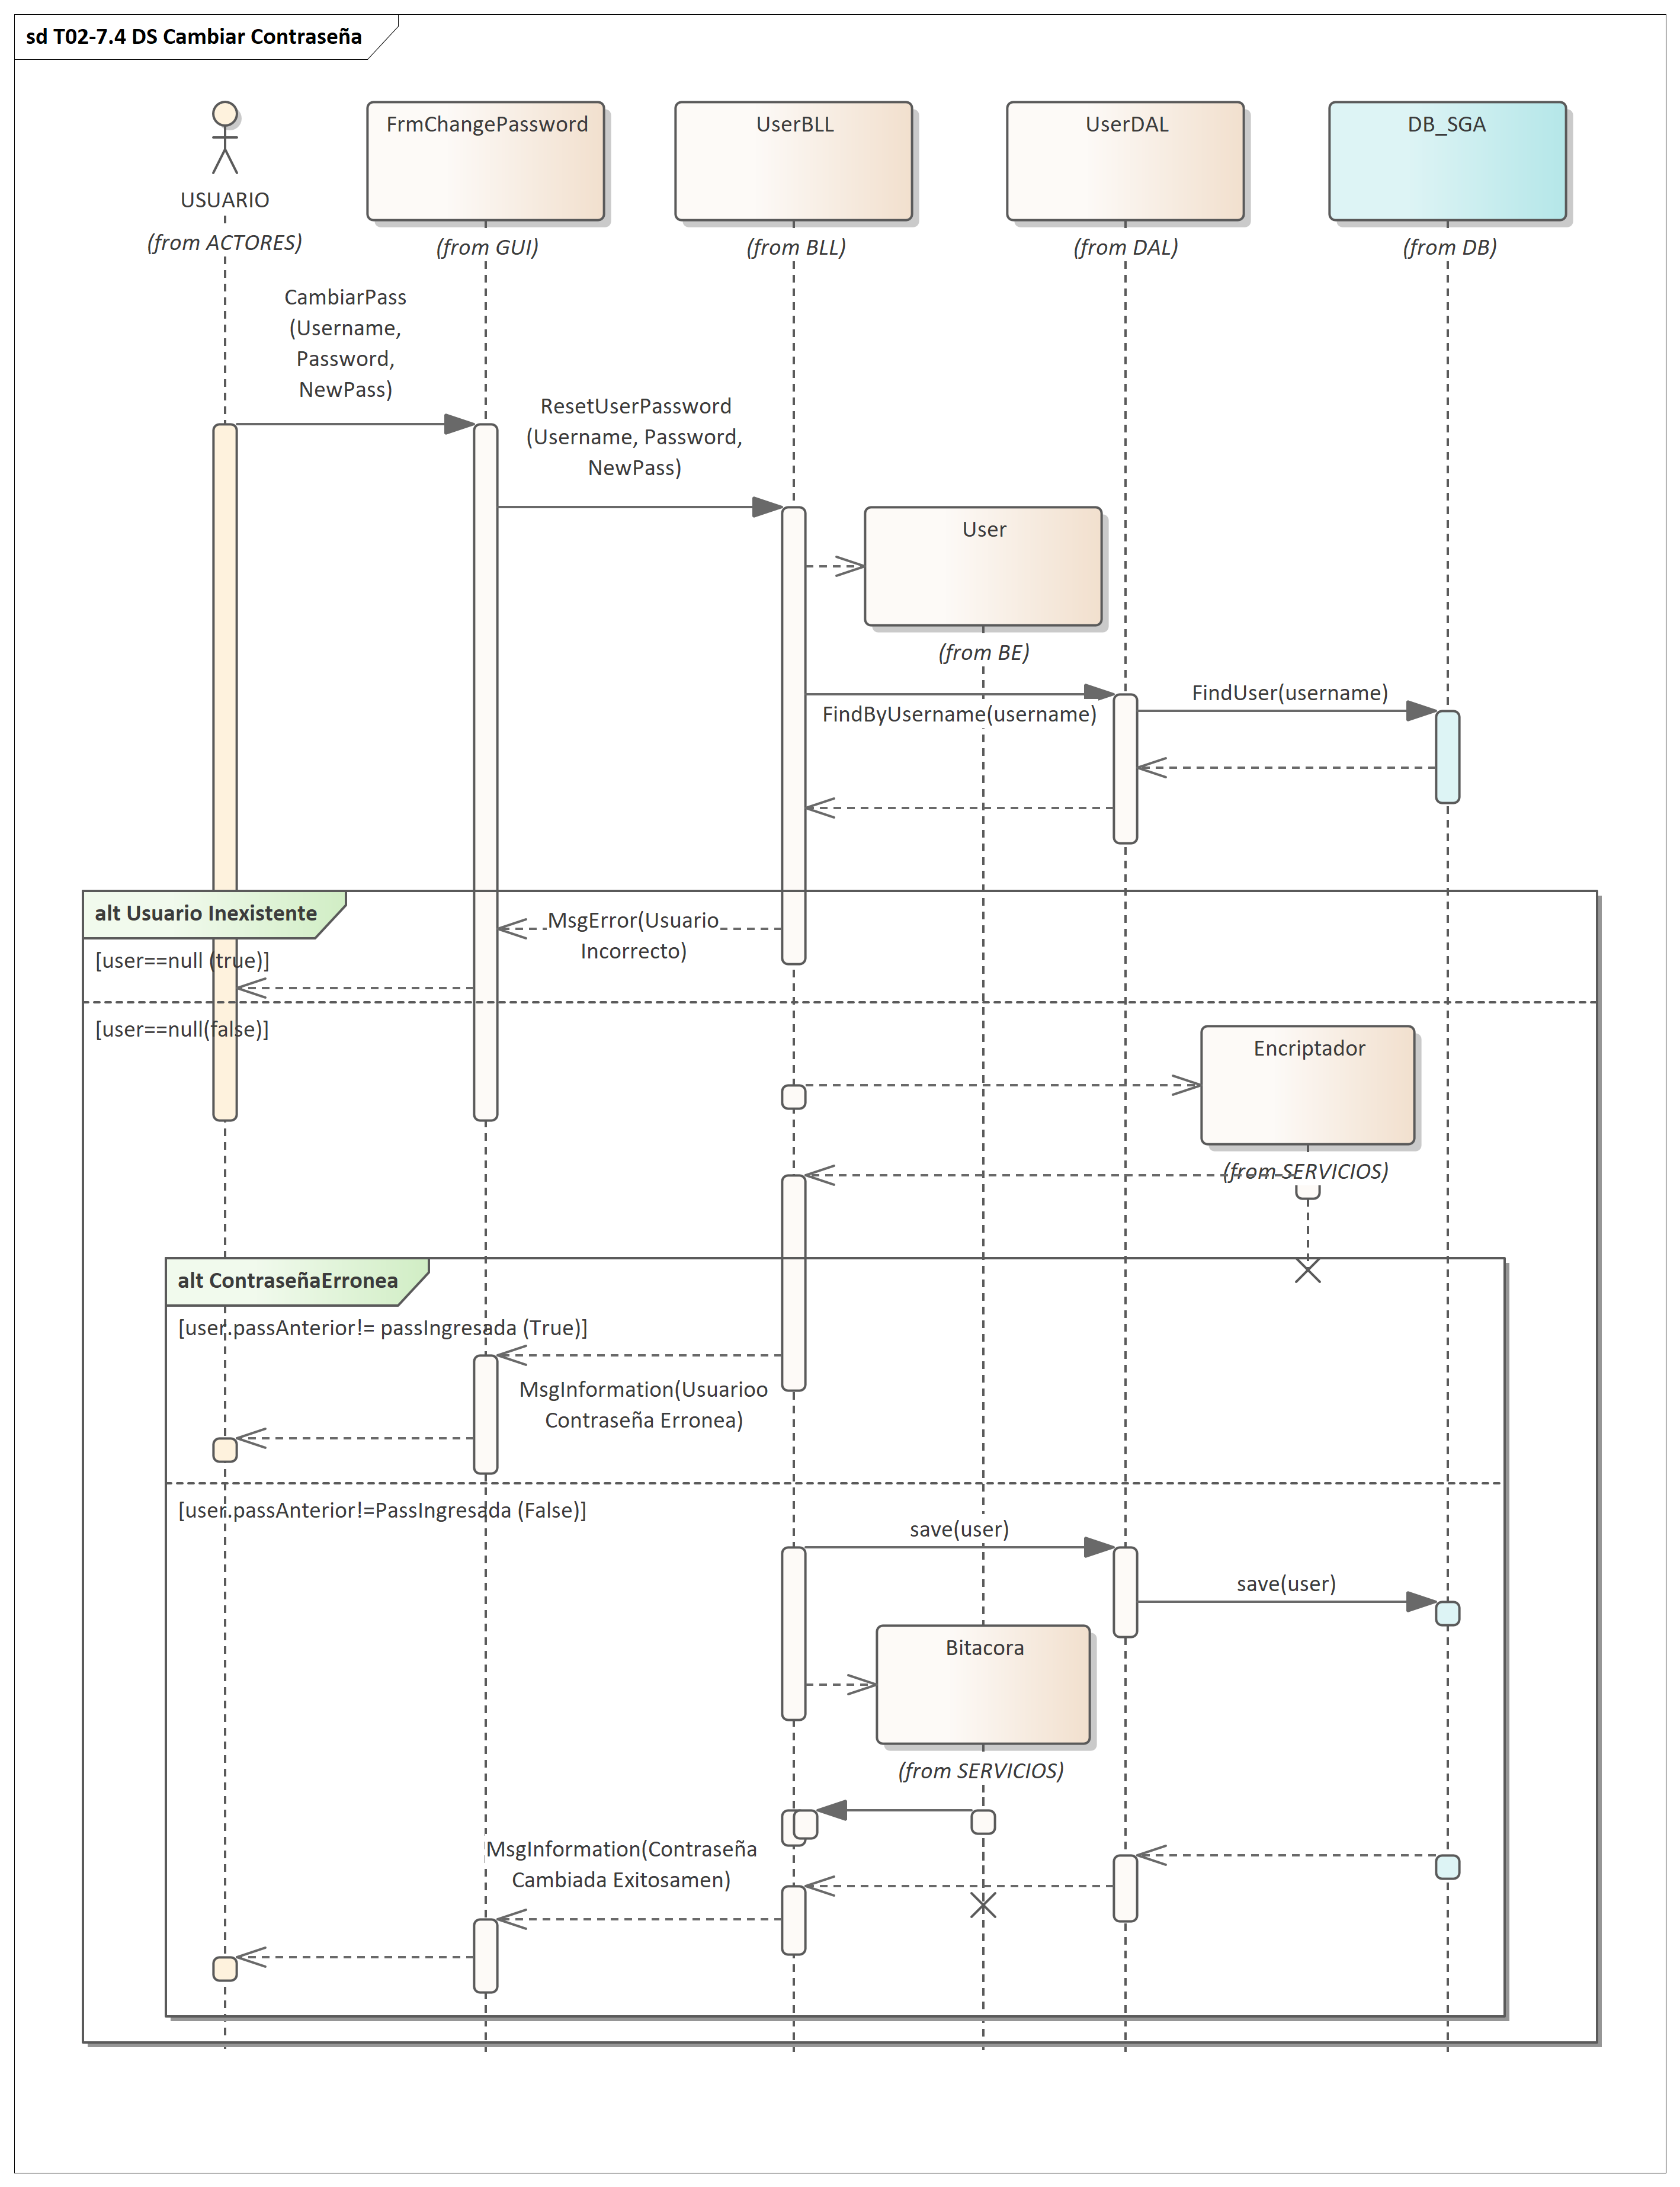 sd T02-7.4 DS Cambiar Contraseña
USUARIO
(from ACTORES)
FrmChangePassword
(from GUI)
UserBLL
(from BLL)
UserDAL
(from DAL)
DB_SGA
(from DB)
CambiarPass
(Username,
Password,
NewPass)
ResetUserPassword
(Username, Password,
NewPass)
User
(from BE)
FindByUsername(username)
FindUser(username)
alt Usuario Inexistente
MsgError(Usuario
Incorrecto)
[user==null (true)]
[user==null(false)]
Encriptador
(from SERVICIOS)
alt ContraseñaErronea
[user.passAnterior!= passIngresada (True)]
MsgInformation(Usuarioo
Contraseña Erronea)
[user.passAnterior!=PassIngresada (False)]
save(user)
save(user)
Bitacora
(from SERVICIOS)
MsgInformation(Contraseña
Cambiada Exitosamen)